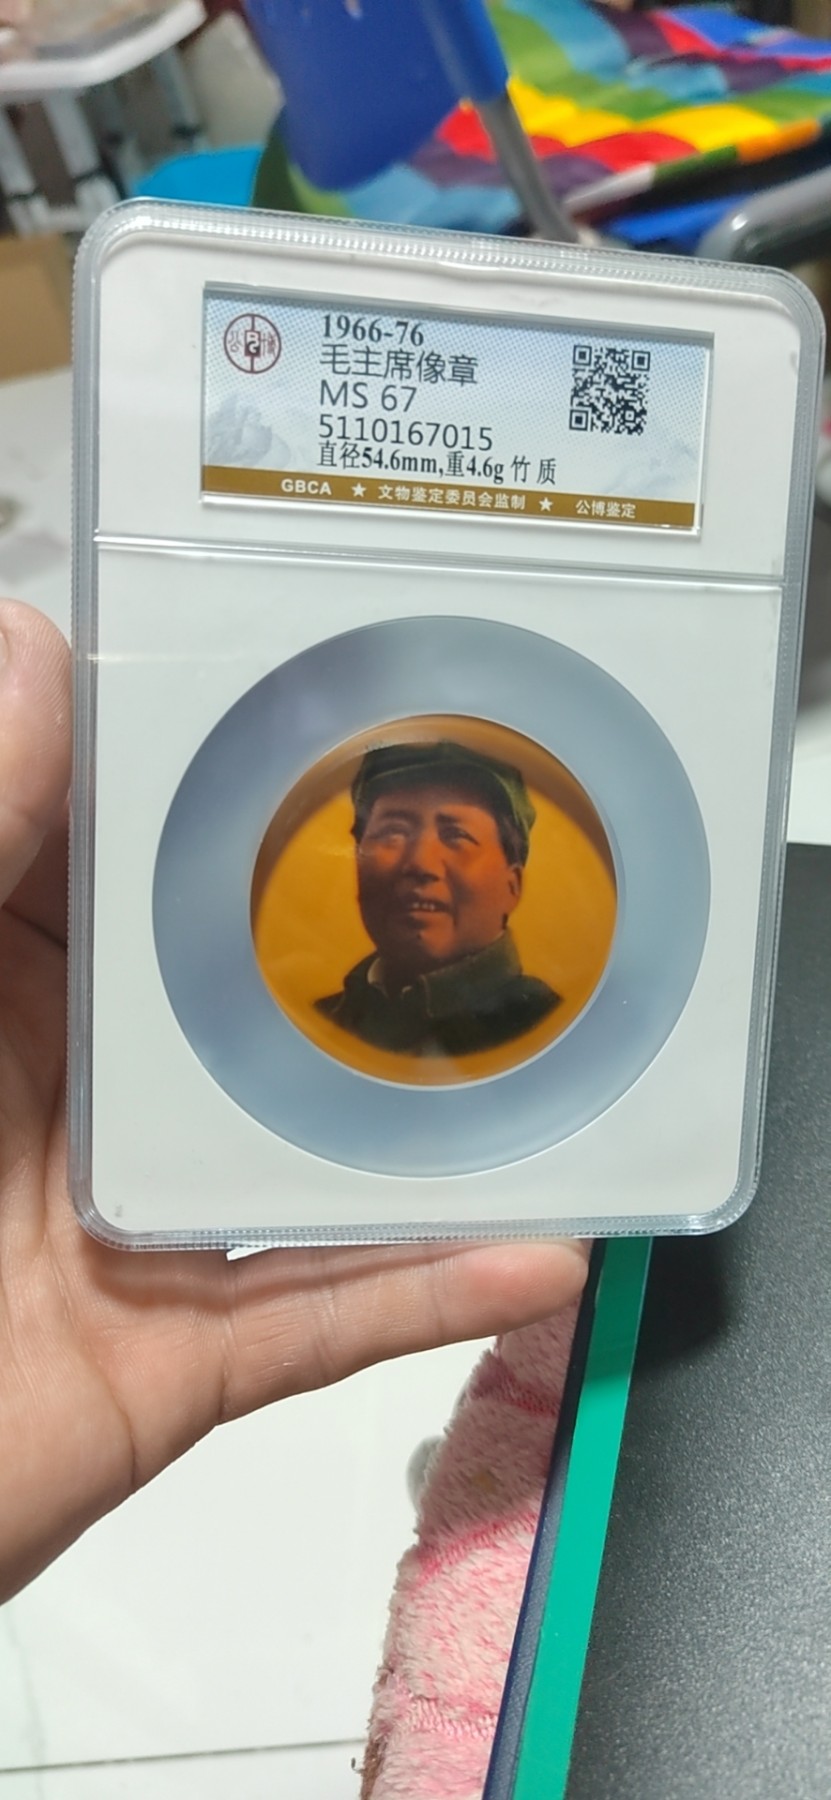 1966-76
毛主席像章
MS 67
5110167015
直径54.6mm,重4.6g 竹 质
GBCA ★ 文物鉴定委员会监制 ★ 公博鉴定